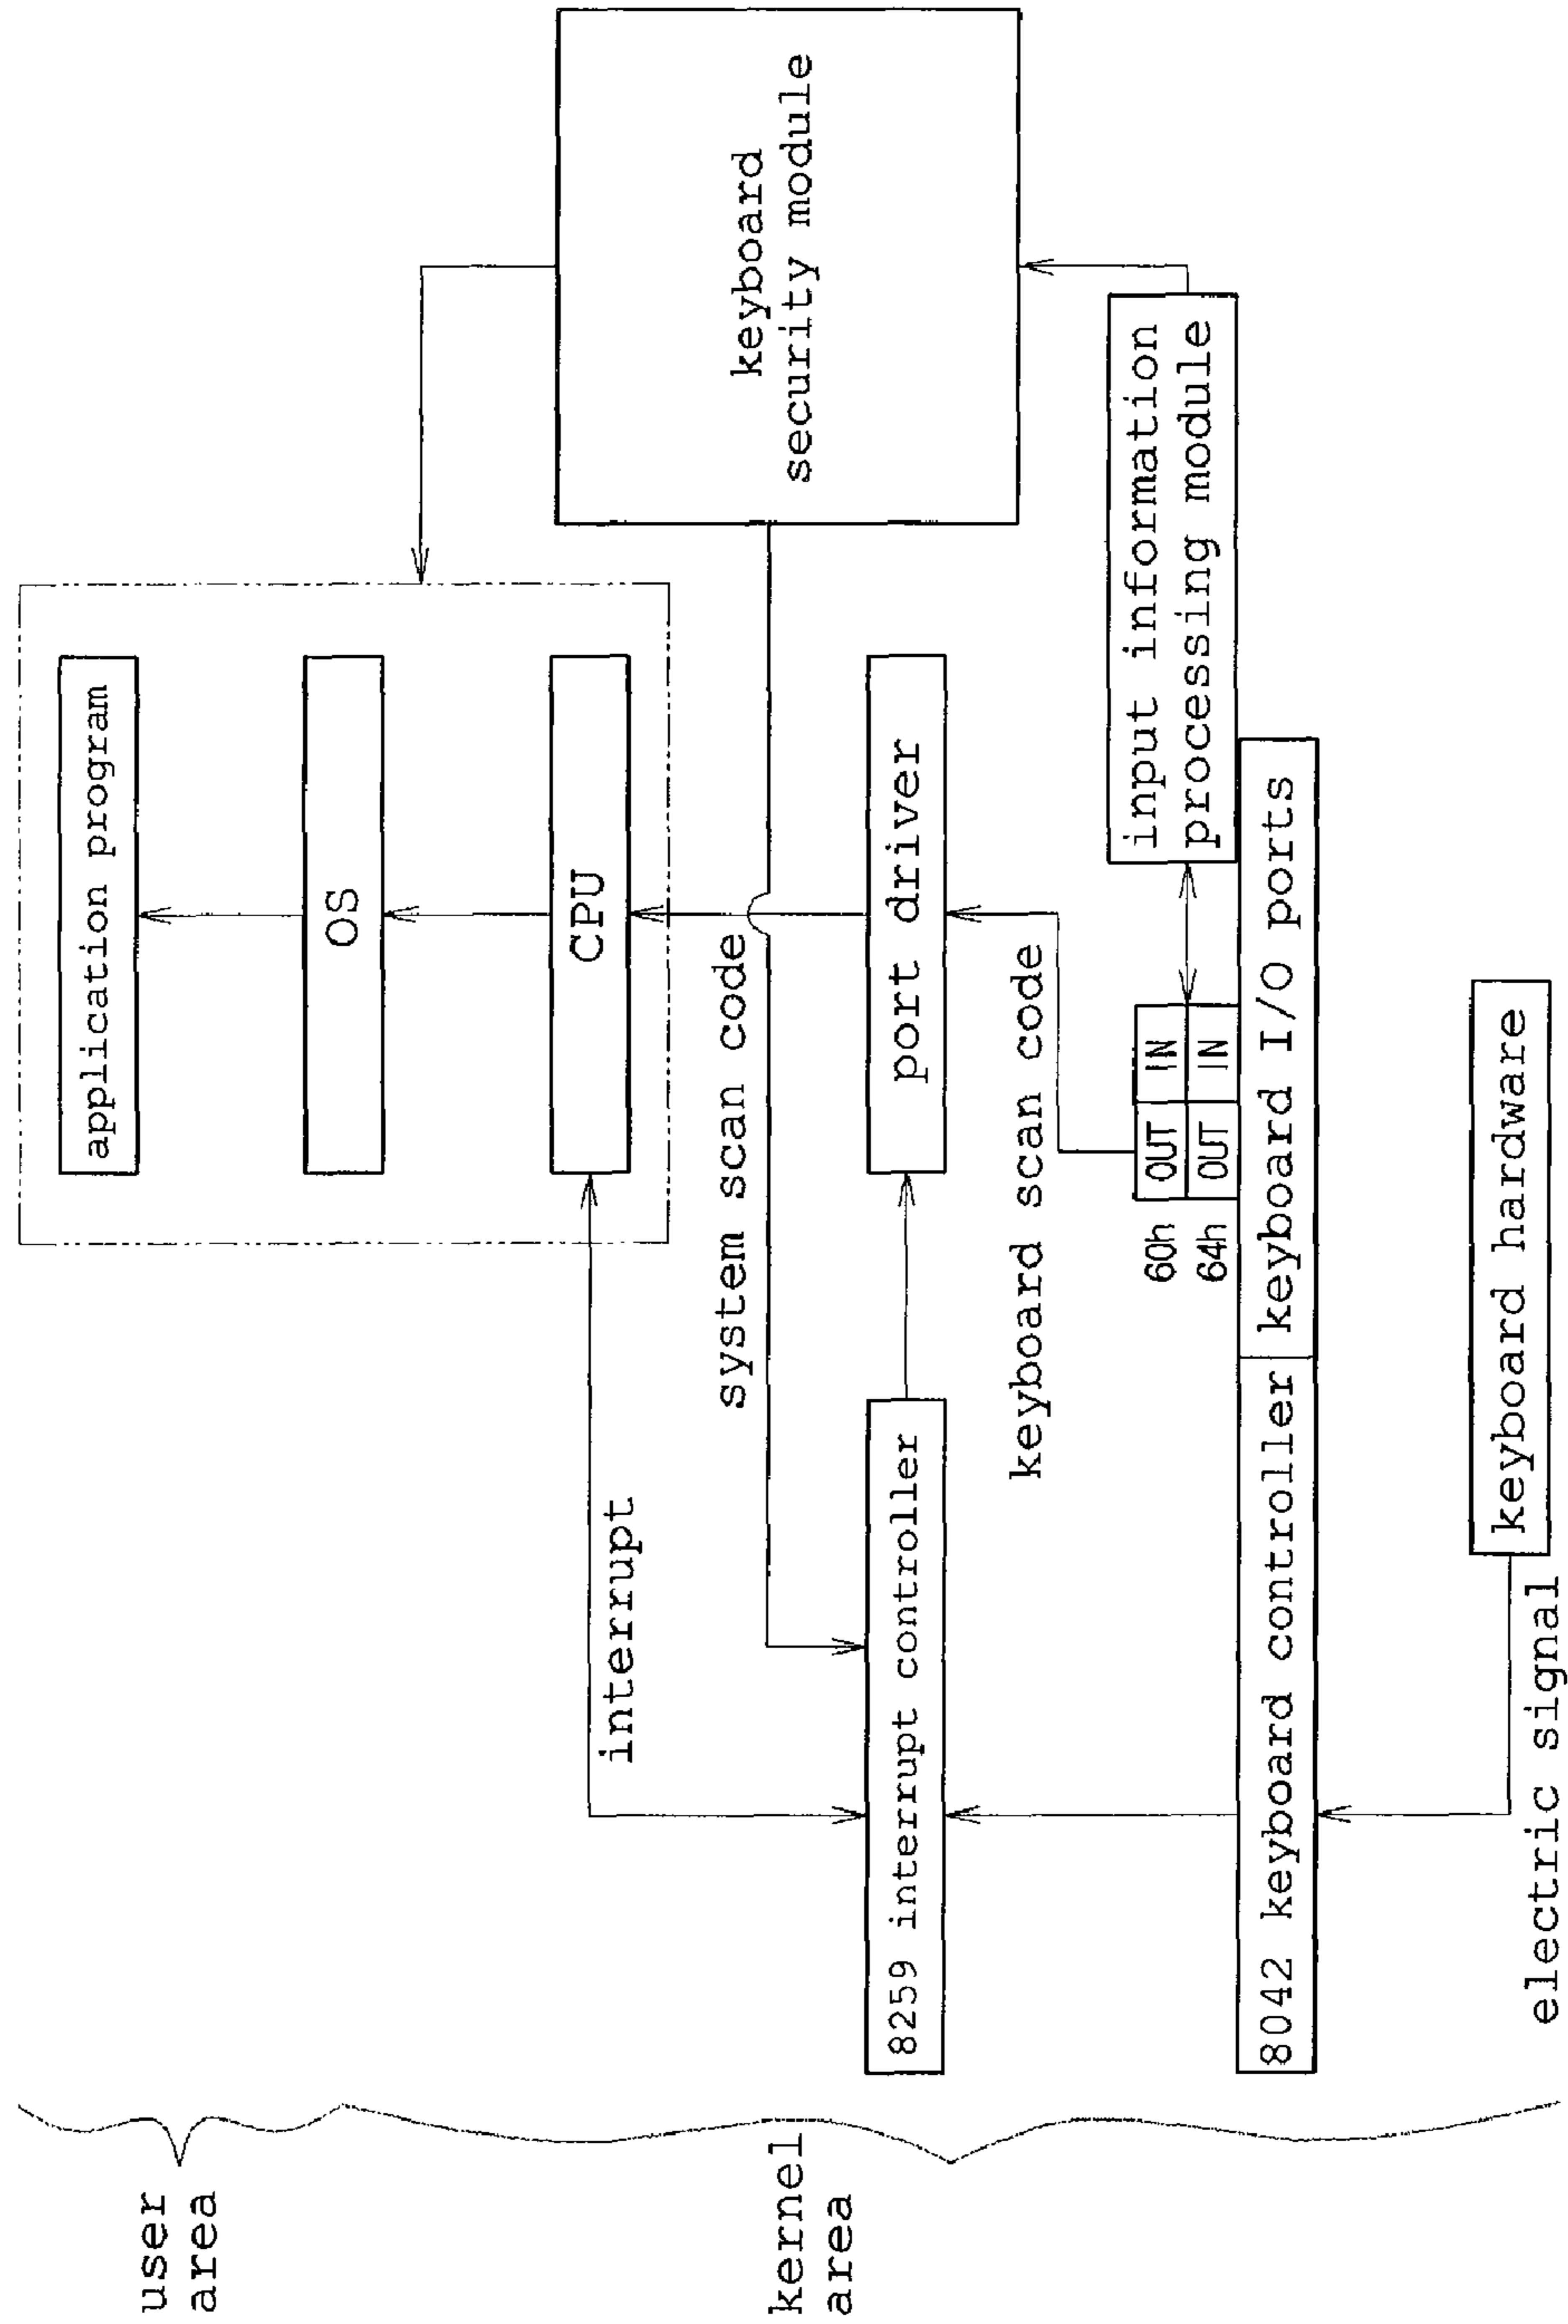 user
area
kernel
area
application program
OS
CPU
interrupt
system scan code
keyboard
security module
8259 interrupt controller
port driver
keyboard scan code
input information
processing module
60h
OUT
IN
64h
OUT
IN
8042 keyboard controller
keyboard I/O ports
keyboard hardware
electric signal